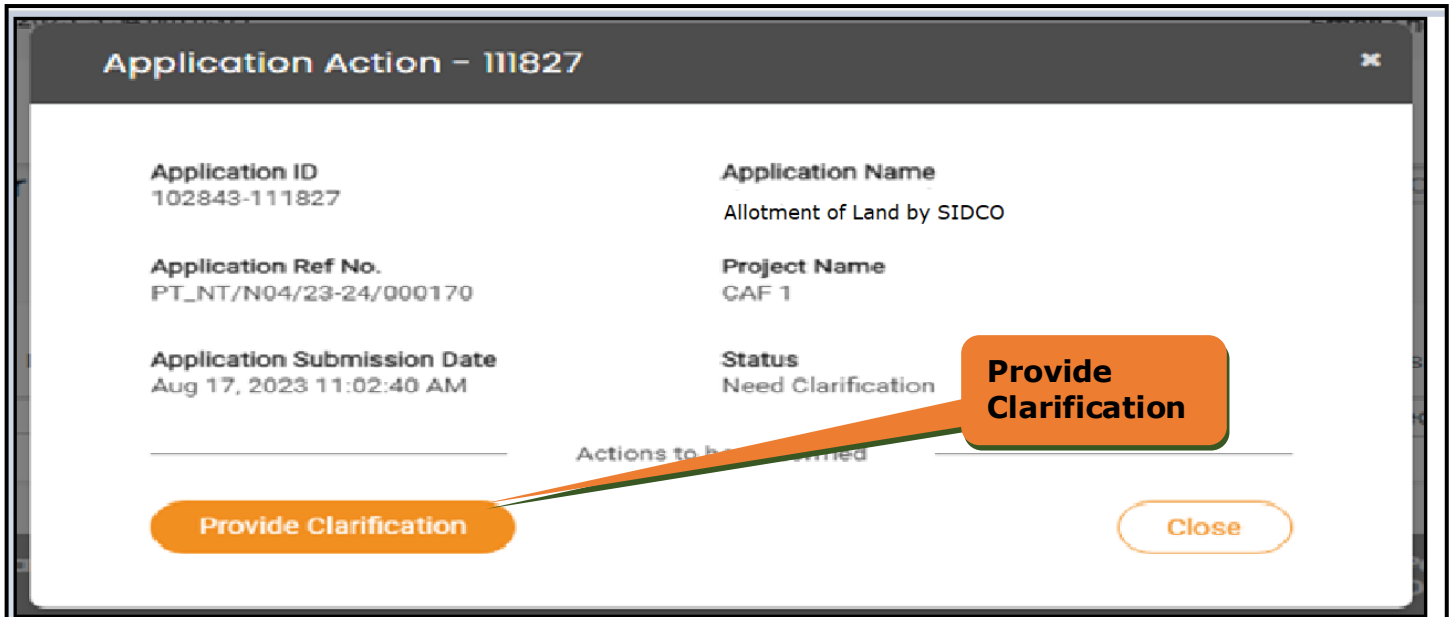 Application Action - 111827
Application ID
102843-111827
Application Name
Allotment of Land by SIDCO
Application Ref No.
PT_NT/N04/23-24/000170
Project Name
CAF 1
Application Submission Date
Aug 17, 2023 11:02:40 AM
Status
Need Clarification
Provide
Clarification
Actions to
Provide Clarification
Close